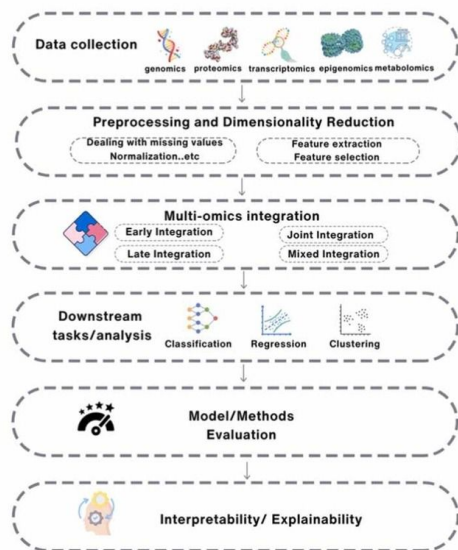 Data collection
genomics proteomics transcriptomics epigenomics metabolomics
Preprocessing and Dimensionality Reduction
Dealing with missing values
Normalization..etc
Feature extraction
Feature selection
Multi-omics integration
Early Integration
Joint Integration
Late Integration
Mixed Integration
Downstream
tasks/analysis
Classification Regression Clustering
Model/Methods
Evaluation
Interpretability/ Explainability